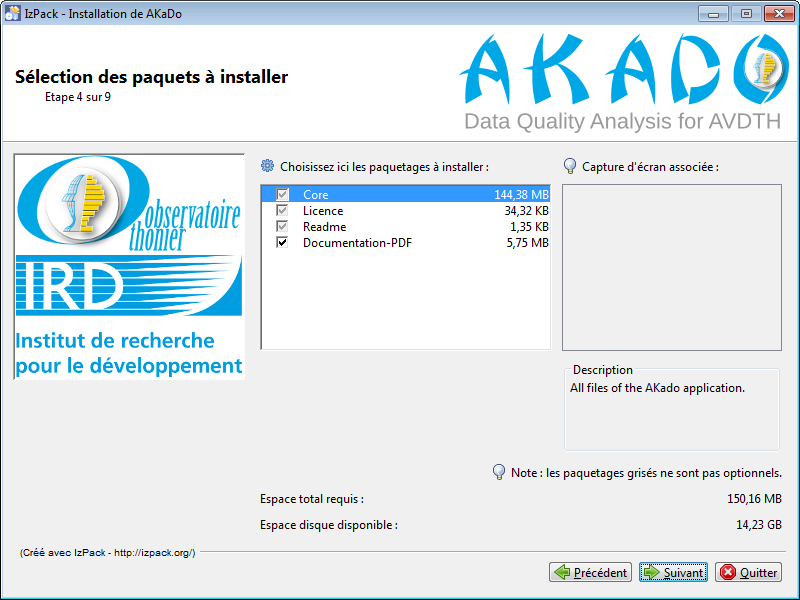 IzPack - Installation de AKaDo
Sélection des paquets à installer
Etape 4 sur 9
AKADO
Data Quality Analysis for AVDTH
Observatoire
thonier
IRD
Institut de recherche
pour le développement
Choisissez ici les paquetages à installer :
Core 144,38 MB
Licence 34,32 KB
Readme 1,35 KB
Documentation-PDF 5,75 MB
Capture d'écran associée :
Description
All files of the AKado application.
Note : les paquetages grisés ne sont pas optionnels.
Espace total requis : 150,16 MB
Espace disque disponible : 14,23 GB
(Créé avec IzPack - http://izpack.org/)
Précédent Suivant Quitter